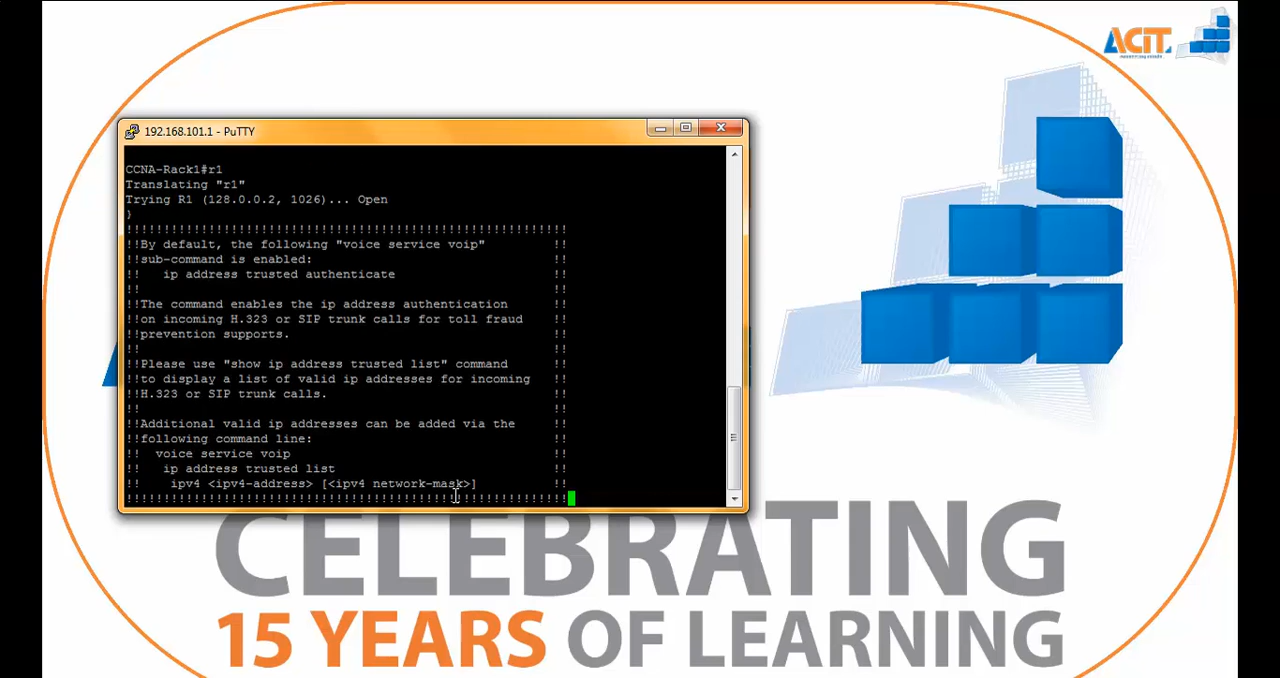 ACiT
192.168.101.1 - PuTTY
CCNA-Rack1#r1
Translating "r1"
Trying R1 (128.0.0.2, 1026)... Open
}
!!!!!!!!!!!!!!!!!!!!!!!!!!!!!!!!!!!!!!!!!!!!!!!!!!!!!!!!!!!
!!By default, the following "voice service voip"         !!
!!sub-command is enabled:                                !!
!!   ip address trusted authenticate                     !!
!!                                                       !!
!!The command enables the ip address authentication      !!
!!on incoming H.323 or SIP trunk calls for toll fraud    !!
!!prevention supports.                                   !!
!!                                                       !!
!!Please use "show ip address trusted list" command      !!
!!to display a list of valid ip addresses for incoming   !!
!!H.323 or SIP trunk calls.                              !!
!!                                                       !!
!!Additional valid ip addresses can be added via the     !!
!!following command line:                                !!
!!  voice service voip                                   !!
!!   ip address trusted list                             !!
!!    ipv4 <ipv4-address> [<ipv4 network-mask>]          !!
!!!!!!!!!!!!!!!!!!!!!!!!!!!!!!!!!!!!!!!!!!!!!!!!!!!!!!!!!!!
CELEBRATING
15 YEARS OF LEARNING